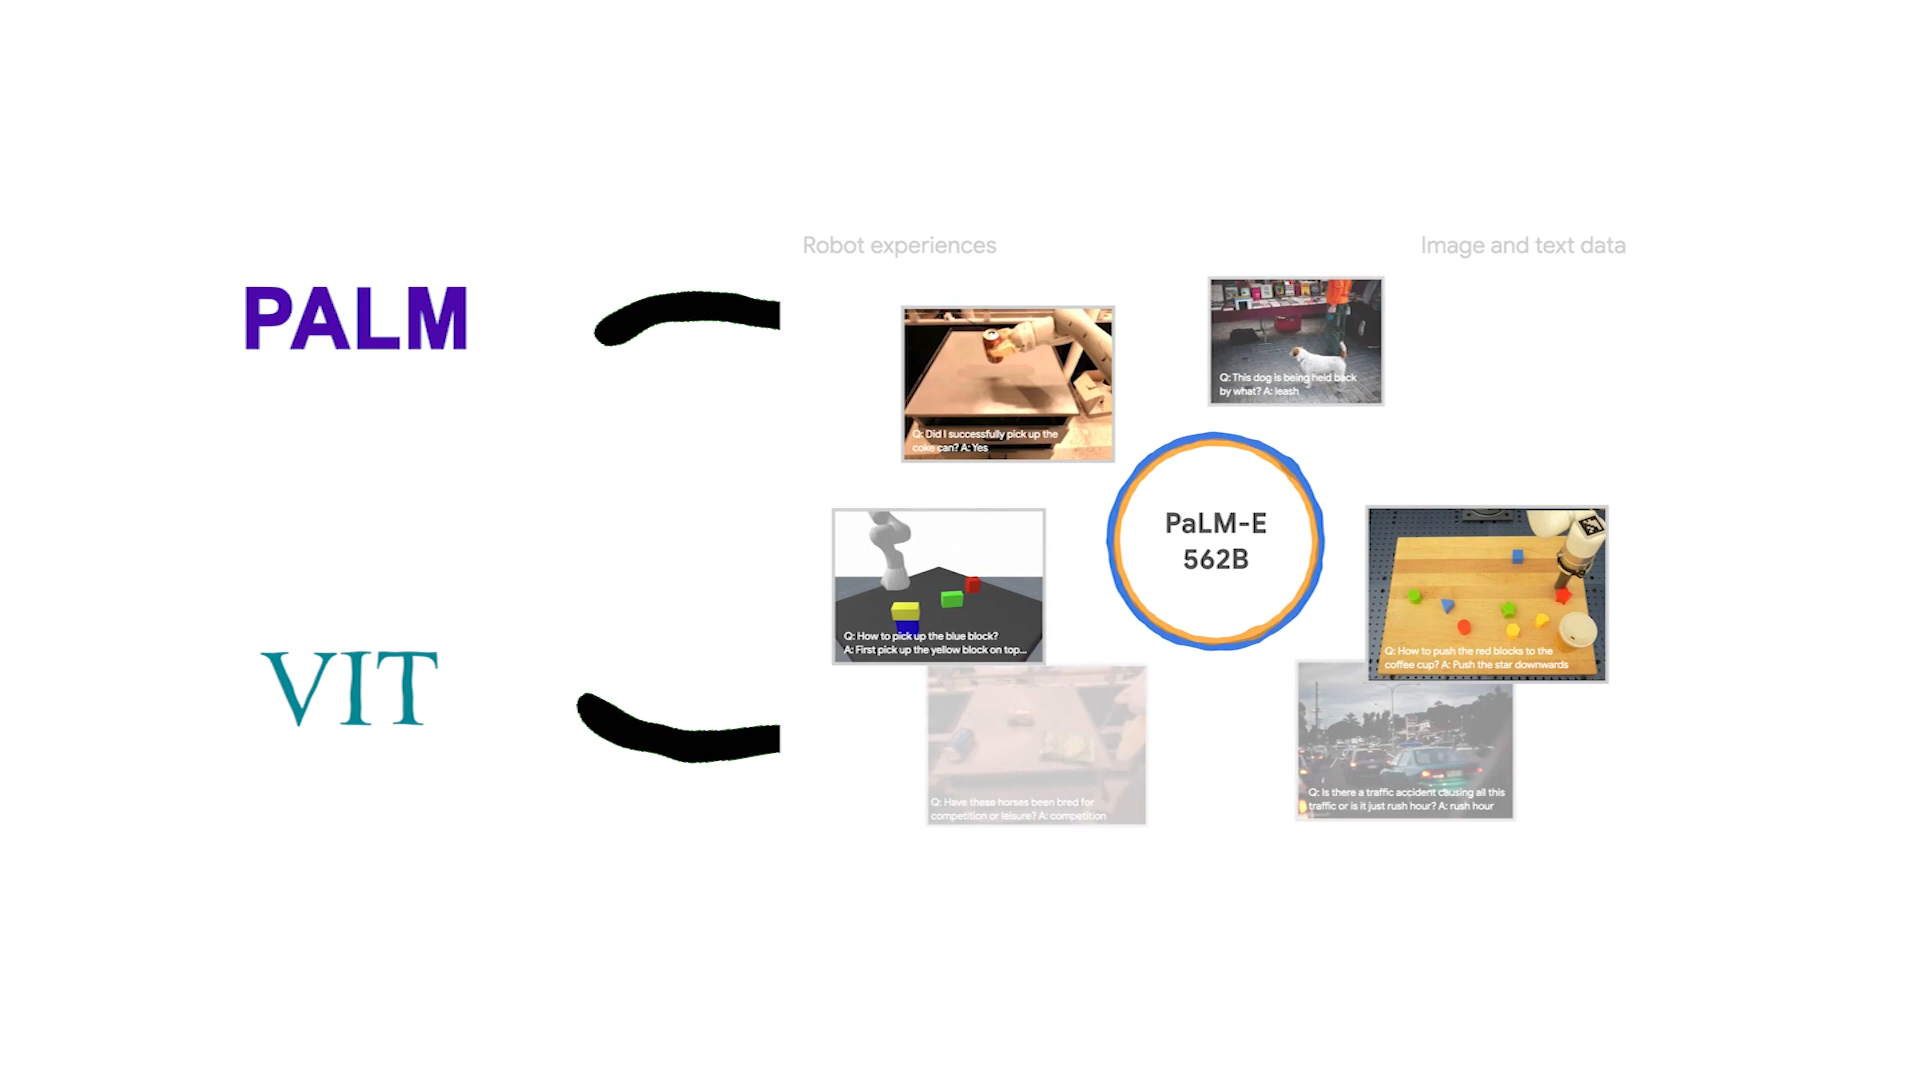 Robot experiences
Image and text data
PALM
Q: This dog is being held back
by what? A: leash
Q: Did I successfully pick up the
coke can? A: Yes
PaLM-E
562B
Q: How to pick up the blue block?
A: First pick up the yellow block on top...
Q: How to push the red blocks to the
coffee cup? A: Push the star downwards
VIT
Q: Have these horses been bred for
competition or leisure? A: competition
Q: Is there a traffic accident causing all this
traffic or is it just rush hour? A: rush hour